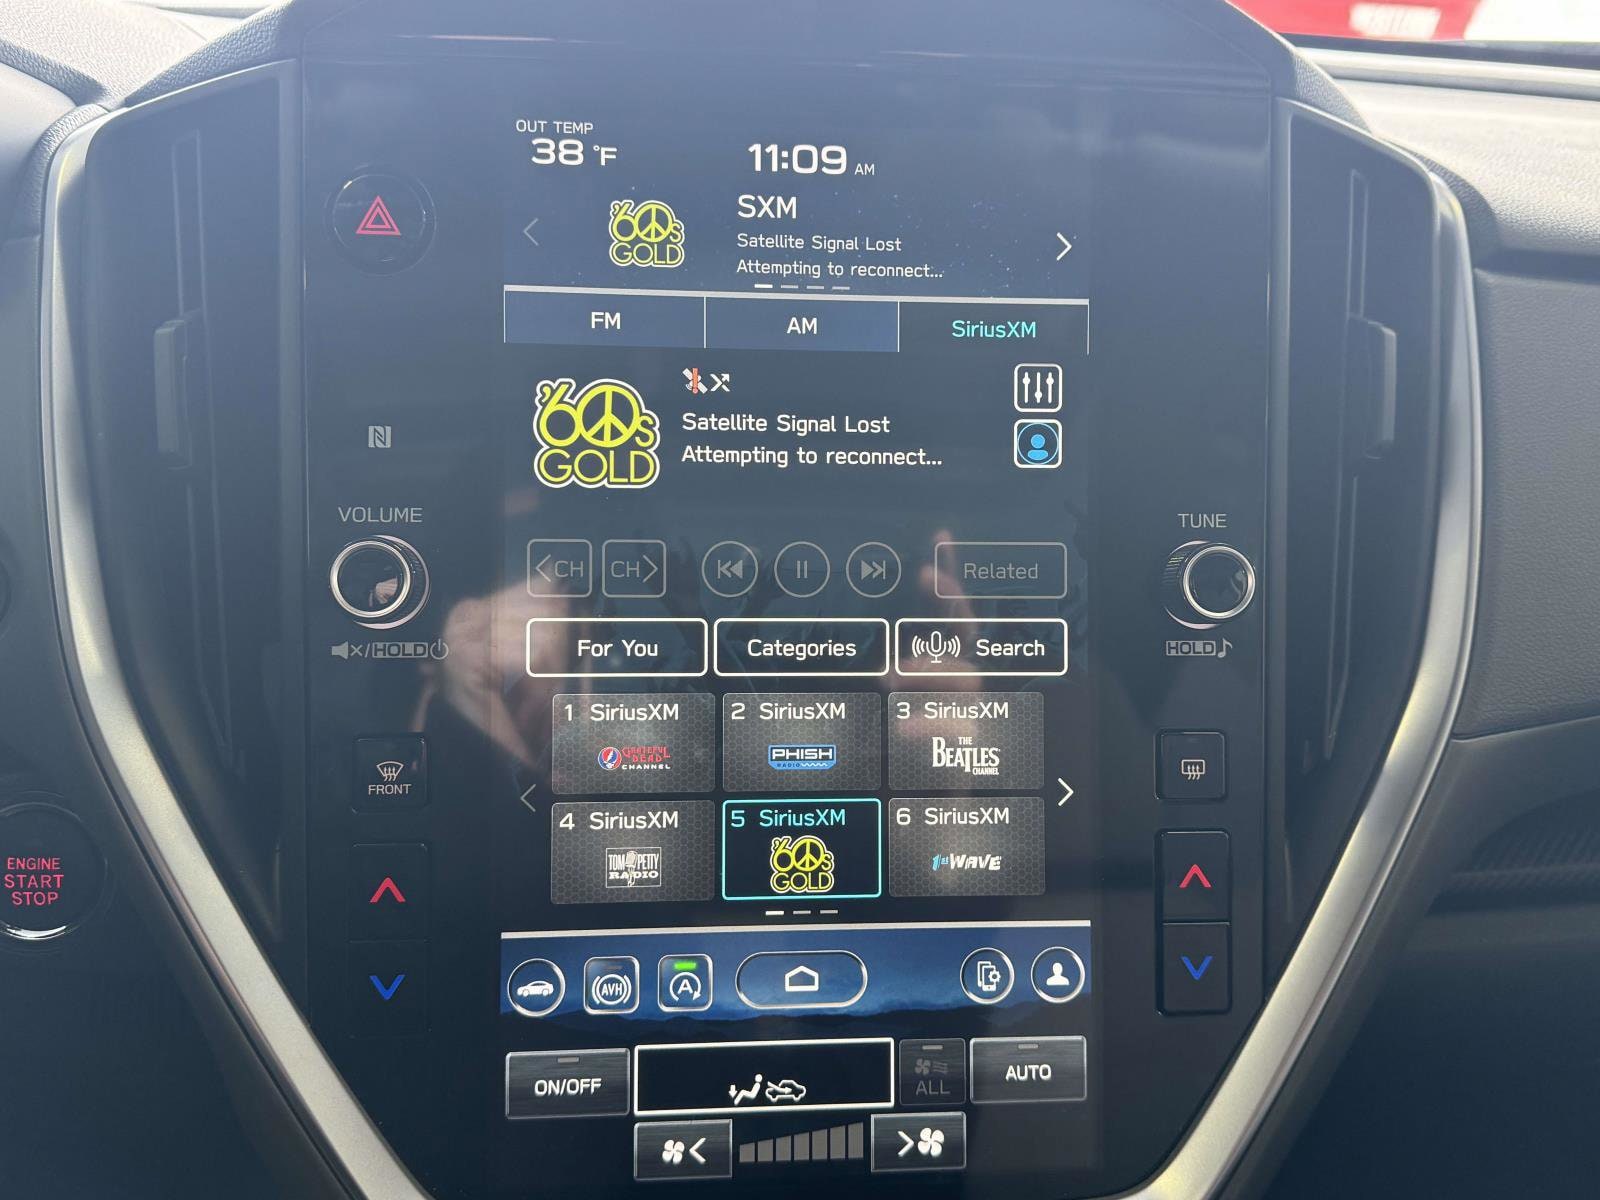 OUT TEMP
38 °F
11:09 AM
'60s
GOLD
SXM
Satellite Signal Lost
Attempting to reconnect...
FM
AM
SiriusXM
'60s
GOLD
Satellite Signal Lost
Attempting to reconnect...
VOLUME
TUNE
CH
CH
Related
×/HOLD
HOLD
For You
Categories
Search
1 SiriusXM
GRATEFUL
DEAD
CHANNEL
2 SiriusXM
PHISH
RADIO
3 SiriusXM
THE
BEATLES
CHANNEL
FRONT
4 SiriusXM
TOM PETTY
RADIO
5 SiriusXM
'60s
GOLD
6 SiriusXM
1st WAVE
ENGINE
START
STOP
AVH
A
ON/OFF
ALL
AUTO